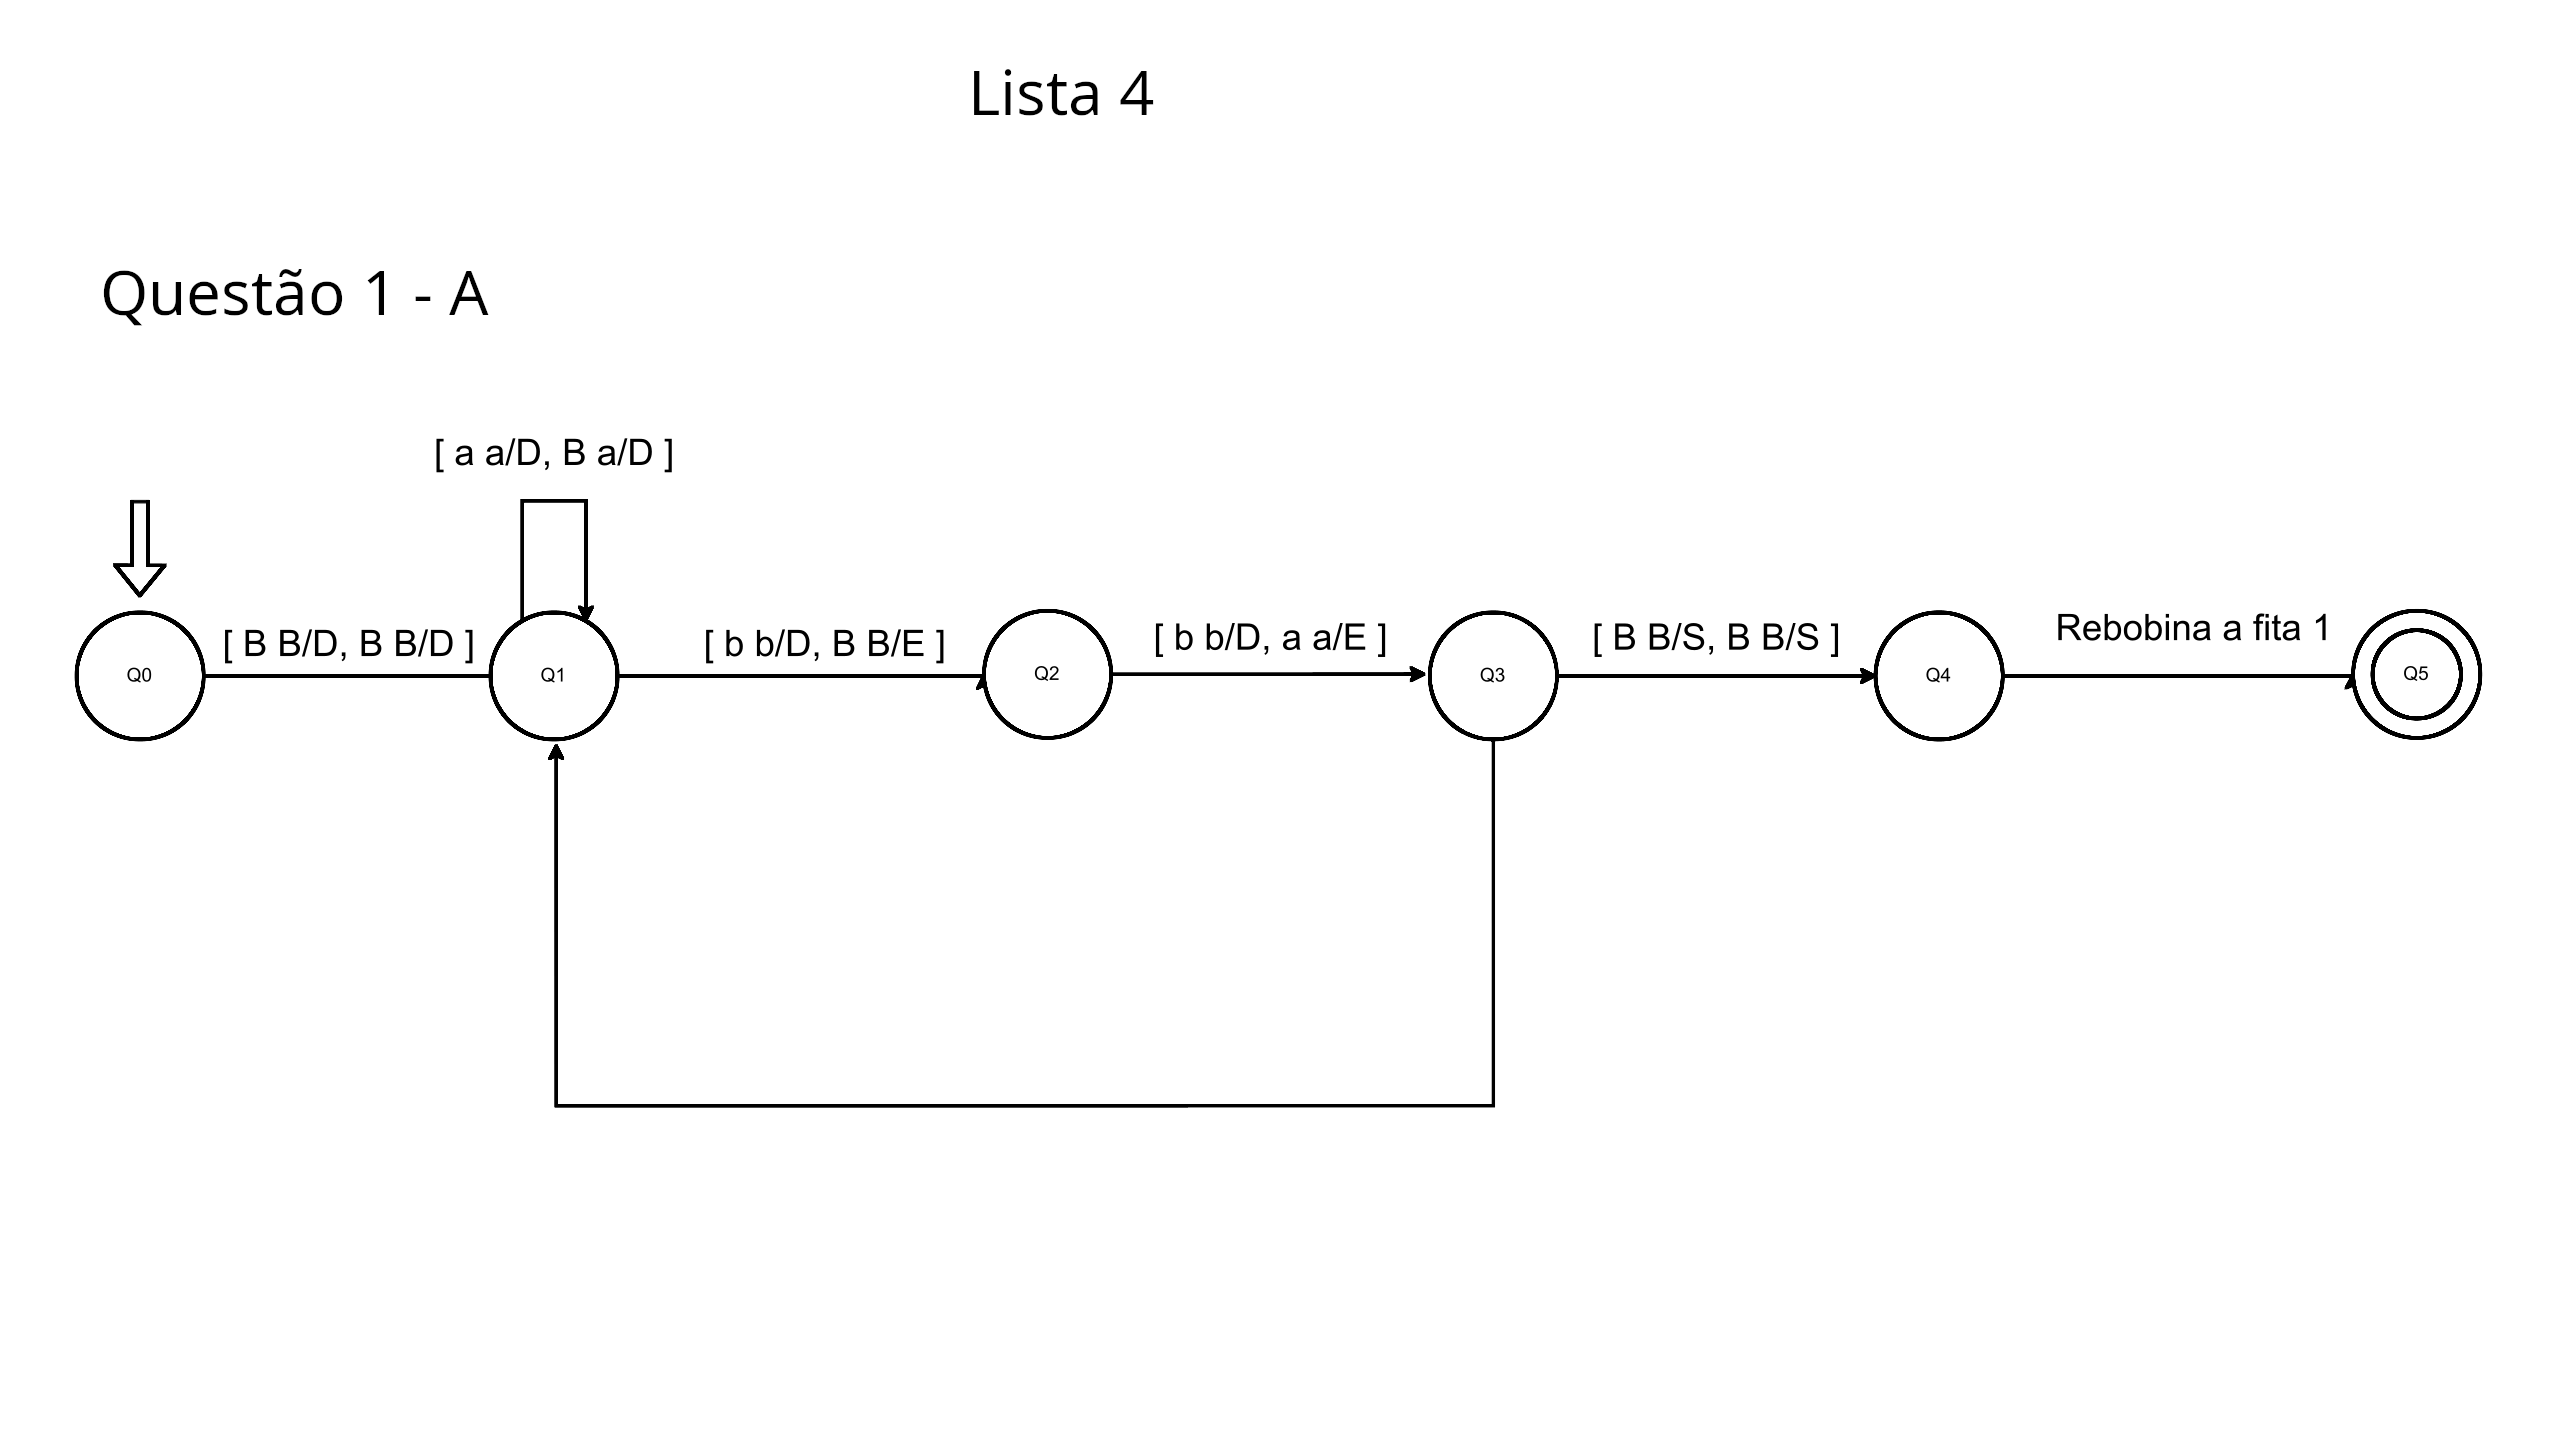 Lista 4
Questão 1 - A
[ a a/D, B a/D ]
[ B B/D, B B/D ]
[ b b/D, B B/E ]
[ b b/D, a a/E ]
[ B B/S, B B/S ]
Rebobina a fita 1
Q0
Q1
Q2
Q3
Q4
Q5